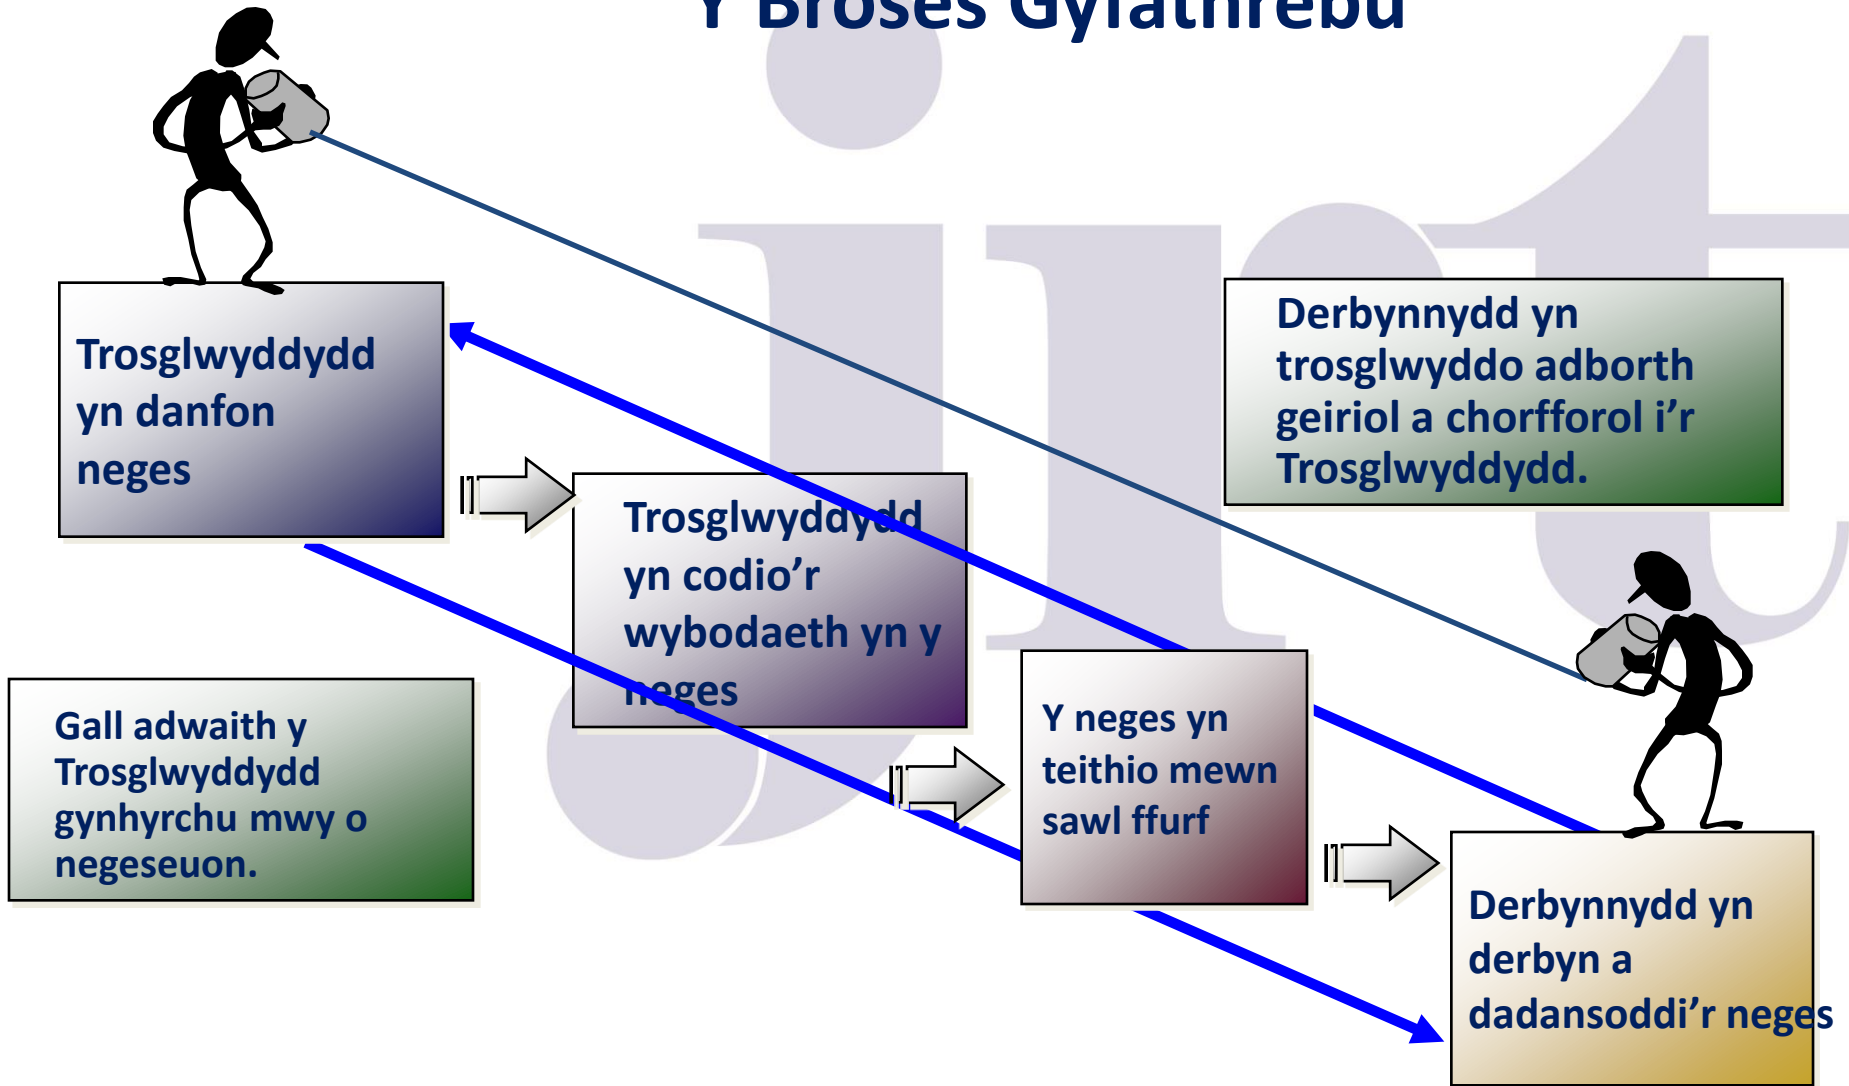 Y Broses Gyfathrebu
Trosglwyddydd
yn danfon
neges
Trosglwyddydd
yn codio’r
wybodaeth yn y
neges
Y neges yn
teithio mewn
sawl ffurf
Derbynnydd yn
derbyn a
dadansoddi’r neges
Derbynnydd yn
trosglwyddo adborth
geiriol a chorfforol i’r
Trosglwyddydd.
Gall adwaith y
Trosglwyddydd
gynhyrchu mwy o
negeseuon.
jrt